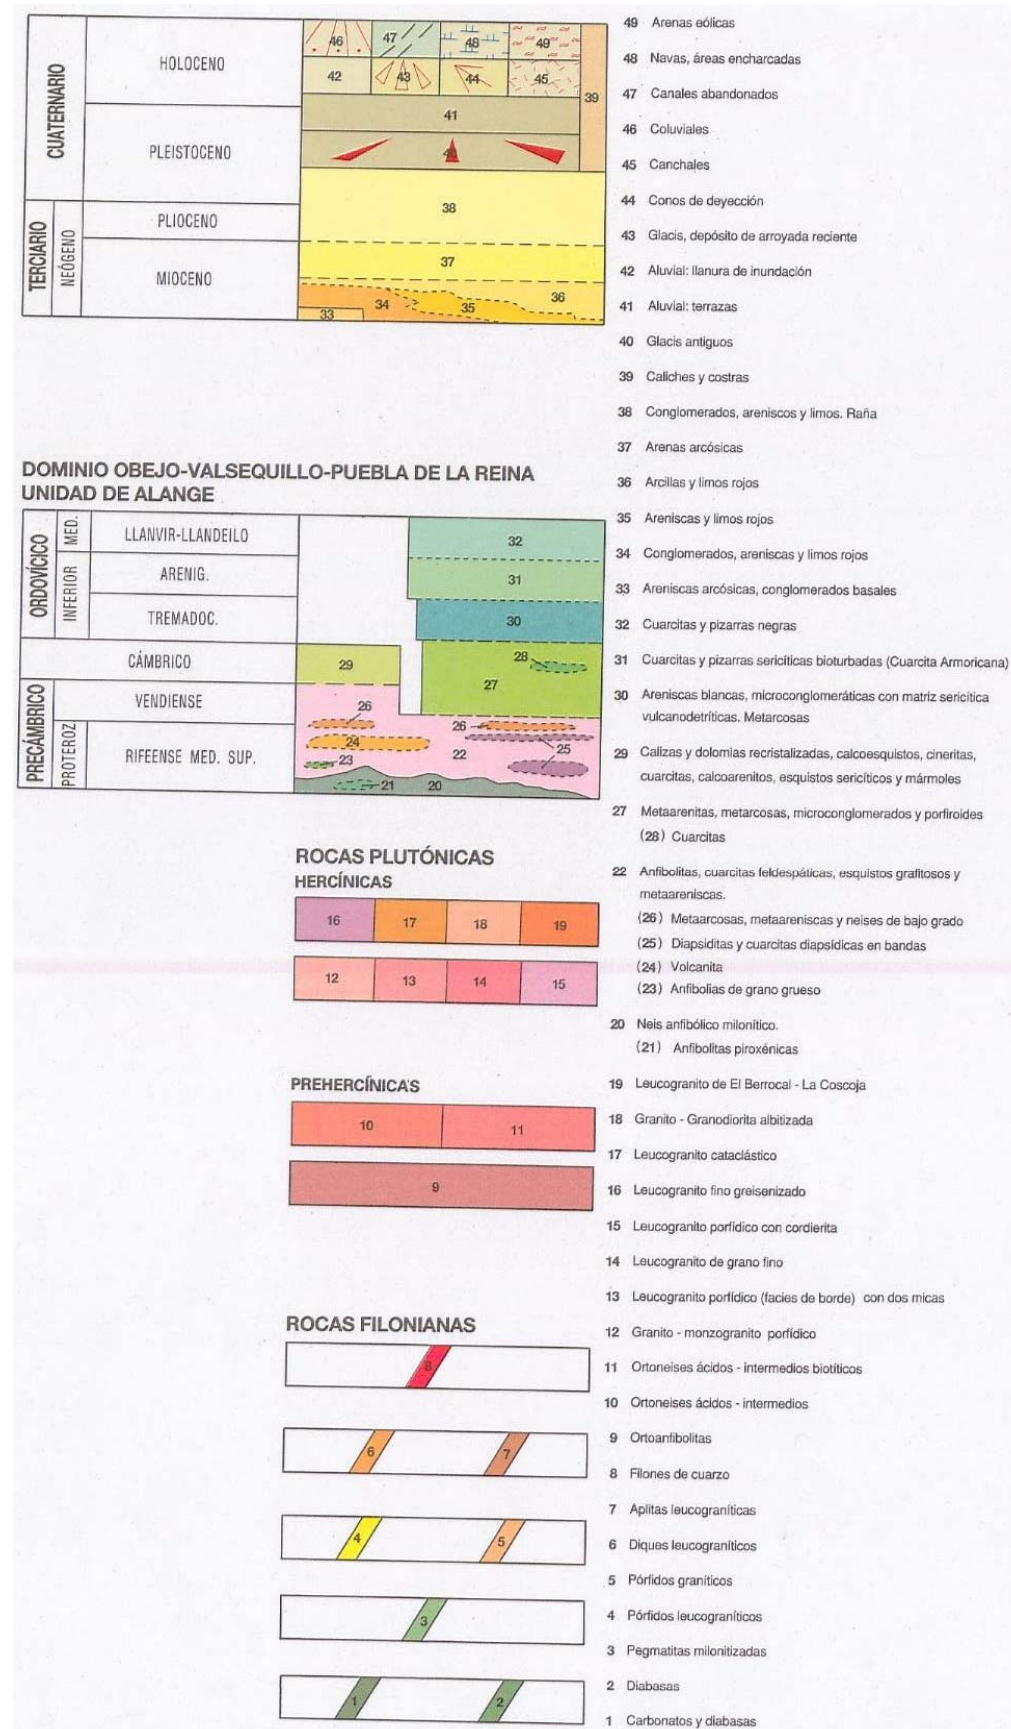 CUATERNARIO
HOLOCENO
PLEISTOCENO
TERCIARIO
NEÓGENO
PLIOCENO
MIOCENO
46 47 48 49
42 43 44 45
39
41
40
38
37
36
34 35
33
49 Arenas eólicas
48 Navas, áreas encharcadas
47 Canales abandonados
46 Coluviales
45 Canchales
44 Conos de deyección
43 Glacis, depósito de arroyada reciente
42 Aluvial: llanura de inundación
41 Aluvial: terrazas
40 Glacis antiguos
39 Caliches y costras
38 Conglomerados, areniscos y limos. Raña
37 Arenas arcósicas
36 Arcillas y limos rojos
35 Areniscas y limos rojos
34 Conglomerados, areniscas y limos rojos
33 Areniscas arcósicas, conglomerados basales
32 Cuarcitas y pizarras negras
31 Cuarcitas y pizarras sericíticas bioturbadas (Cuarcita Armoricana)
30 Areniscas blancas, microconglomeráticas con matriz sericítica
vulcanodetríticas. Metarcosas
29 Calizas y dolomias recristalizadas, calcoesquistos, cineritas,
cuarcitas, calcoarenitos, esquistos sericíticos y mármoles
27 Metaarenitas, metarcosas, microconglomerados y porfiroides
(28) Cuarcitas
22 Anfibolitas, cuarcitas feldespáticas, esquistos grafitosos y
metaareniscas.
(26) Metaarcosas, metaareniscas y neises de bajo grado
(25) Diapsiditas y cuarcitas diapsídicas en bandas
(24) Volcanita
(23) Anfibolias de grano grueso
20 Neis anfibólico milonítico.
(21) Anfibolitas piroxénicas
19 Leucogranito de El Berrocal - La Coscoja
18 Granito - Granodiorita albitizada
17 Leucogranito cataclástico
16 Leucogranito fino greisenizado
15 Leucogranito porfídico con cordierita
14 Leucogranito de grano fino
13 Leucogranito porfídico (facies de borde) con dos micas
12 Granito - monzogranito porfídico
11 Ortoneises ácidos - intermedios biotíticos
10 Ortoneises ácidos - intermedios
9 Ortoanfibolitas
8 Filones de cuarzo
7 Aplitas leucograníticas
6 Diques leucograníticos
5 Pórfidos graníticos
4 Pórfidos leucograníticos
3 Pegmatitas milonitizadas
2 Diabasas
1 Carbonatos y diabasas
DOMINIO OBEJO-VALSEQUILLO-PUEBLA DE LA REINA
UNIDAD DE ALANGE
ORDOVÍCICO
MED.
INFERIOR
LLANVIR-LLANDEILO
ARENIG.
TREMADOC.
CÁMBRICO
PRECÁMBRICO
PROTEROZ
VENDIENSE
RIFEENSE MED. SUP.
32
31
30
29
28
27
26
26
24 22 25
23
21 20
ROCAS PLUTÓNICAS
HERCÍNICAS
16 17 18 19
12 13 14 15
PREHERCÍNICAS
10 11
9
ROCAS FILONIANAS
8
6 7
4 5
3
1 2